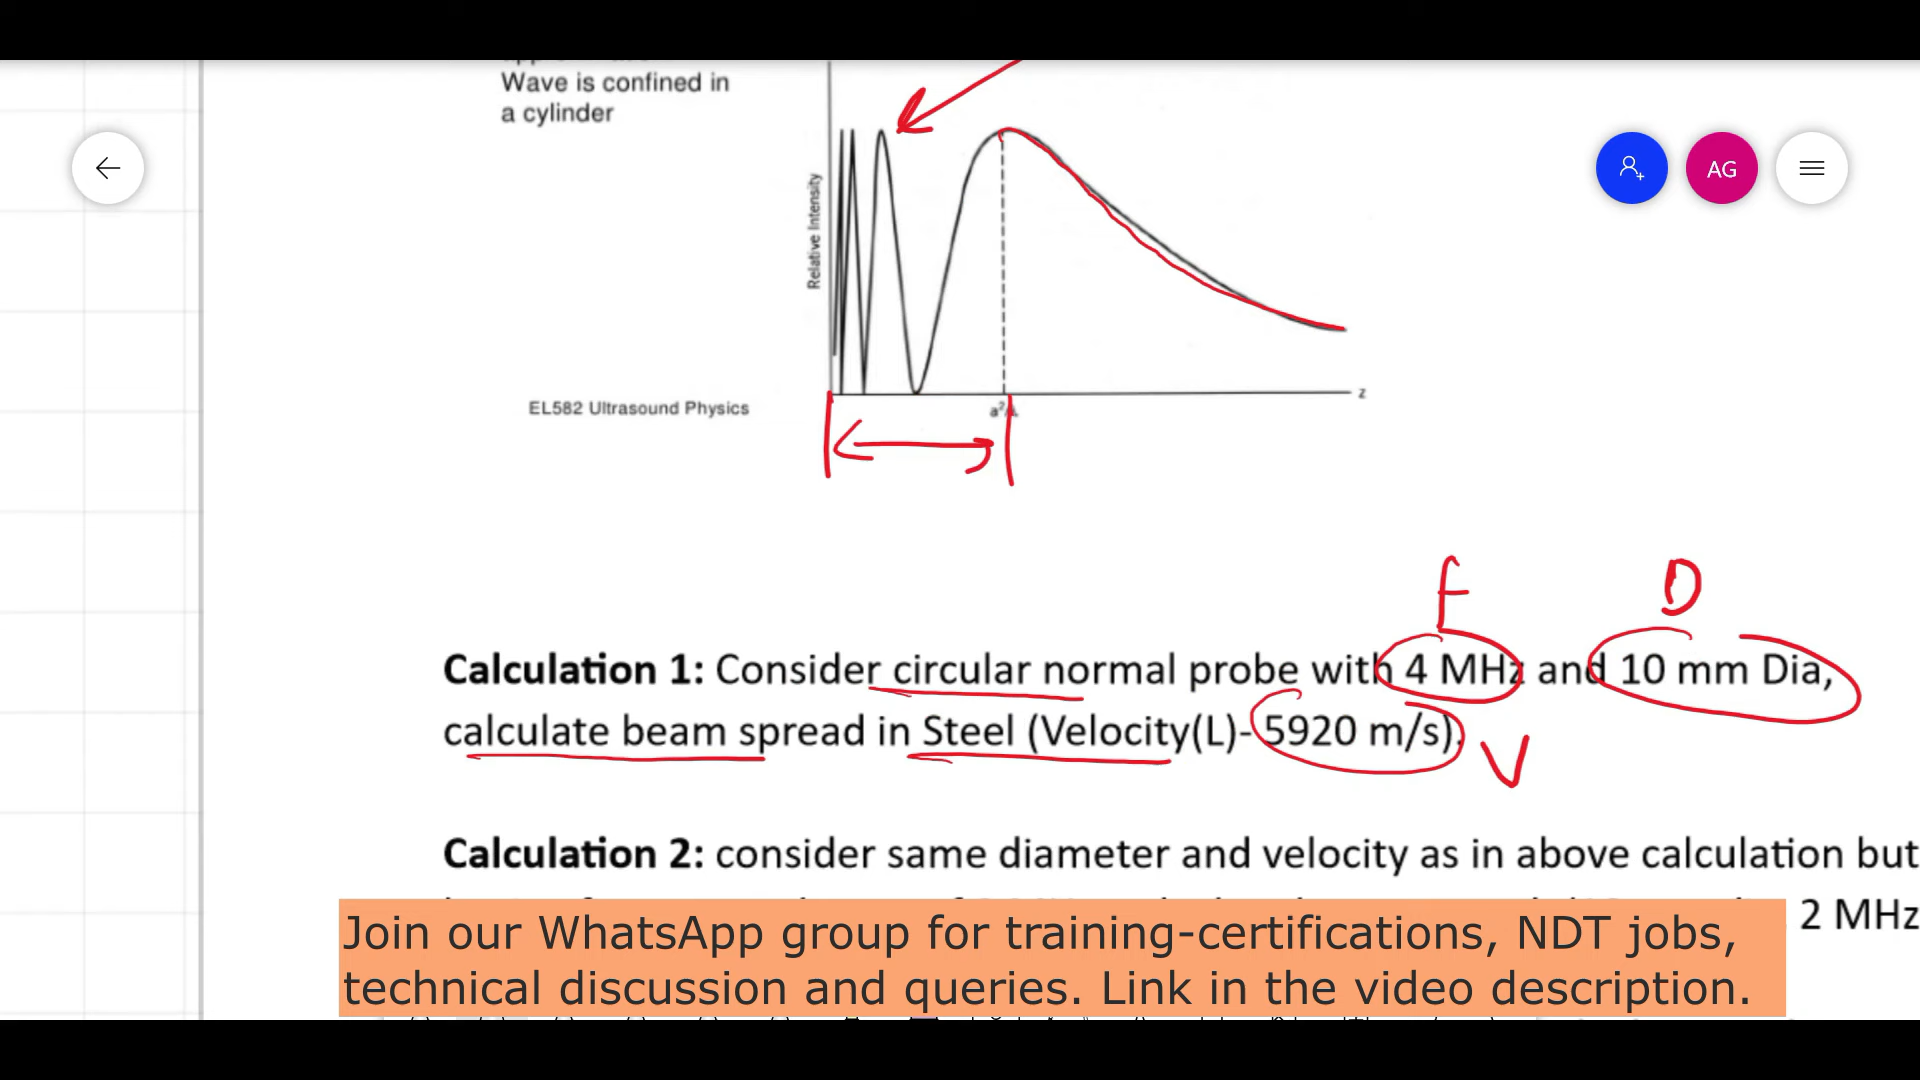 Wave is confined in
a cylinder
AG
Relative Intensity
z
EL582 Ultrasound Physics
F
D
Calculation 1: Consider circular normal probe with 4 MHz and 10 mm Dia,
calculate beam spread in Steel (Velocity(L)- 5920 m/s).
V
Calculation 2: consider same diameter and velocity as in above calculation but
2 MHz
Join our WhatsApp group for training-certifications, NDT jobs,
technical discussion and queries. Link in the video description.